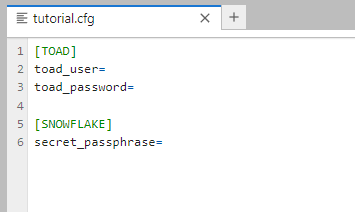 tutorial.cfg
1 [TOAD]
2 toad_user=
3 toad_password=
4
5 [SNOWFLAKE]
6 secret_passphrase=